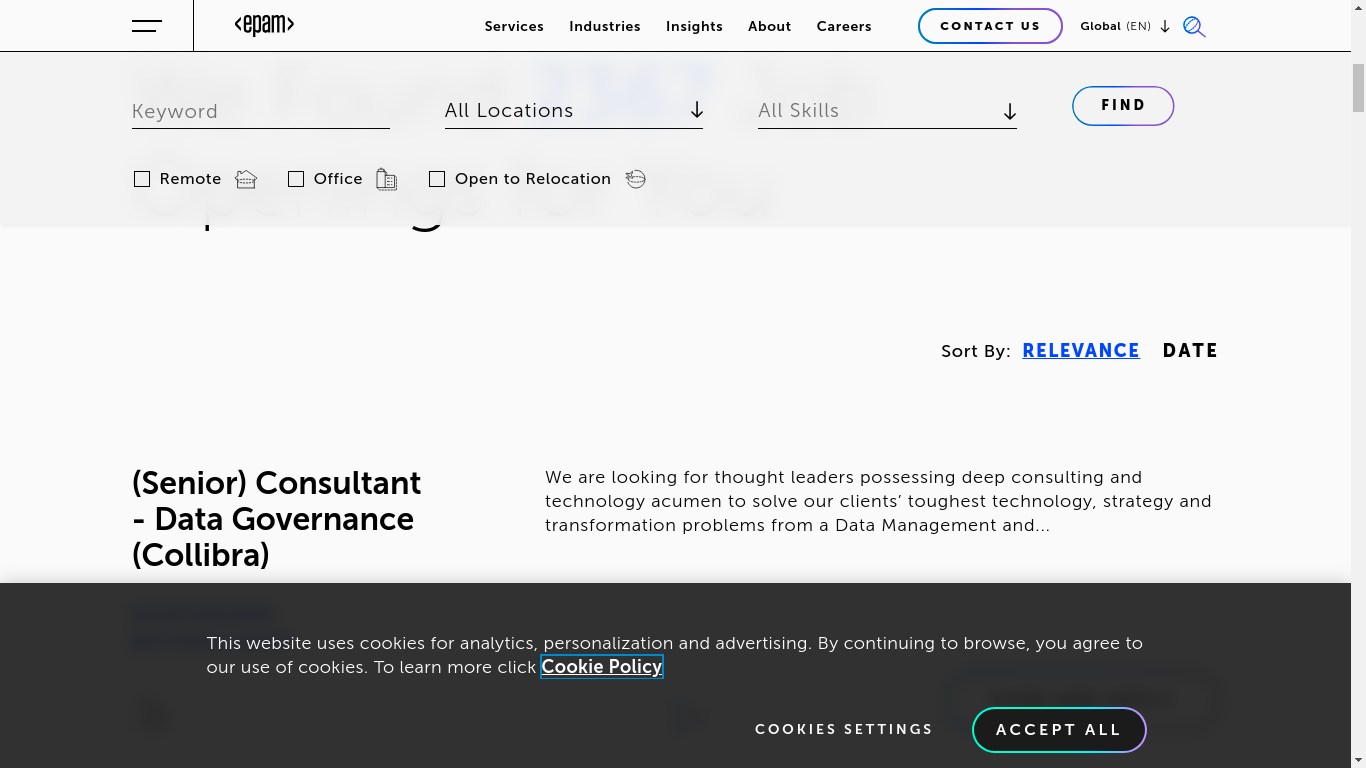 <epam>
Services Industries Insights About Careers CONTACT US Global (EN)
Keyword All Locations All Skills FIND
Remote Office Open to Relocation
Openings for You
Sort By: RELEVANCE DATE
(Senior) Consultant
- Data Governance
(Collibra)
We are looking for thought leaders possessing deep consulting and
technology acumen to solve our clients’ toughest technology, strategy and
transformation problems from a Data Management and...
This website uses cookies for analytics, personalization and advertising. By continuing to browse, you agree to
our use of cookies. To learn more click Cookie Policy
COOKIES SETTINGS ACCEPT ALL